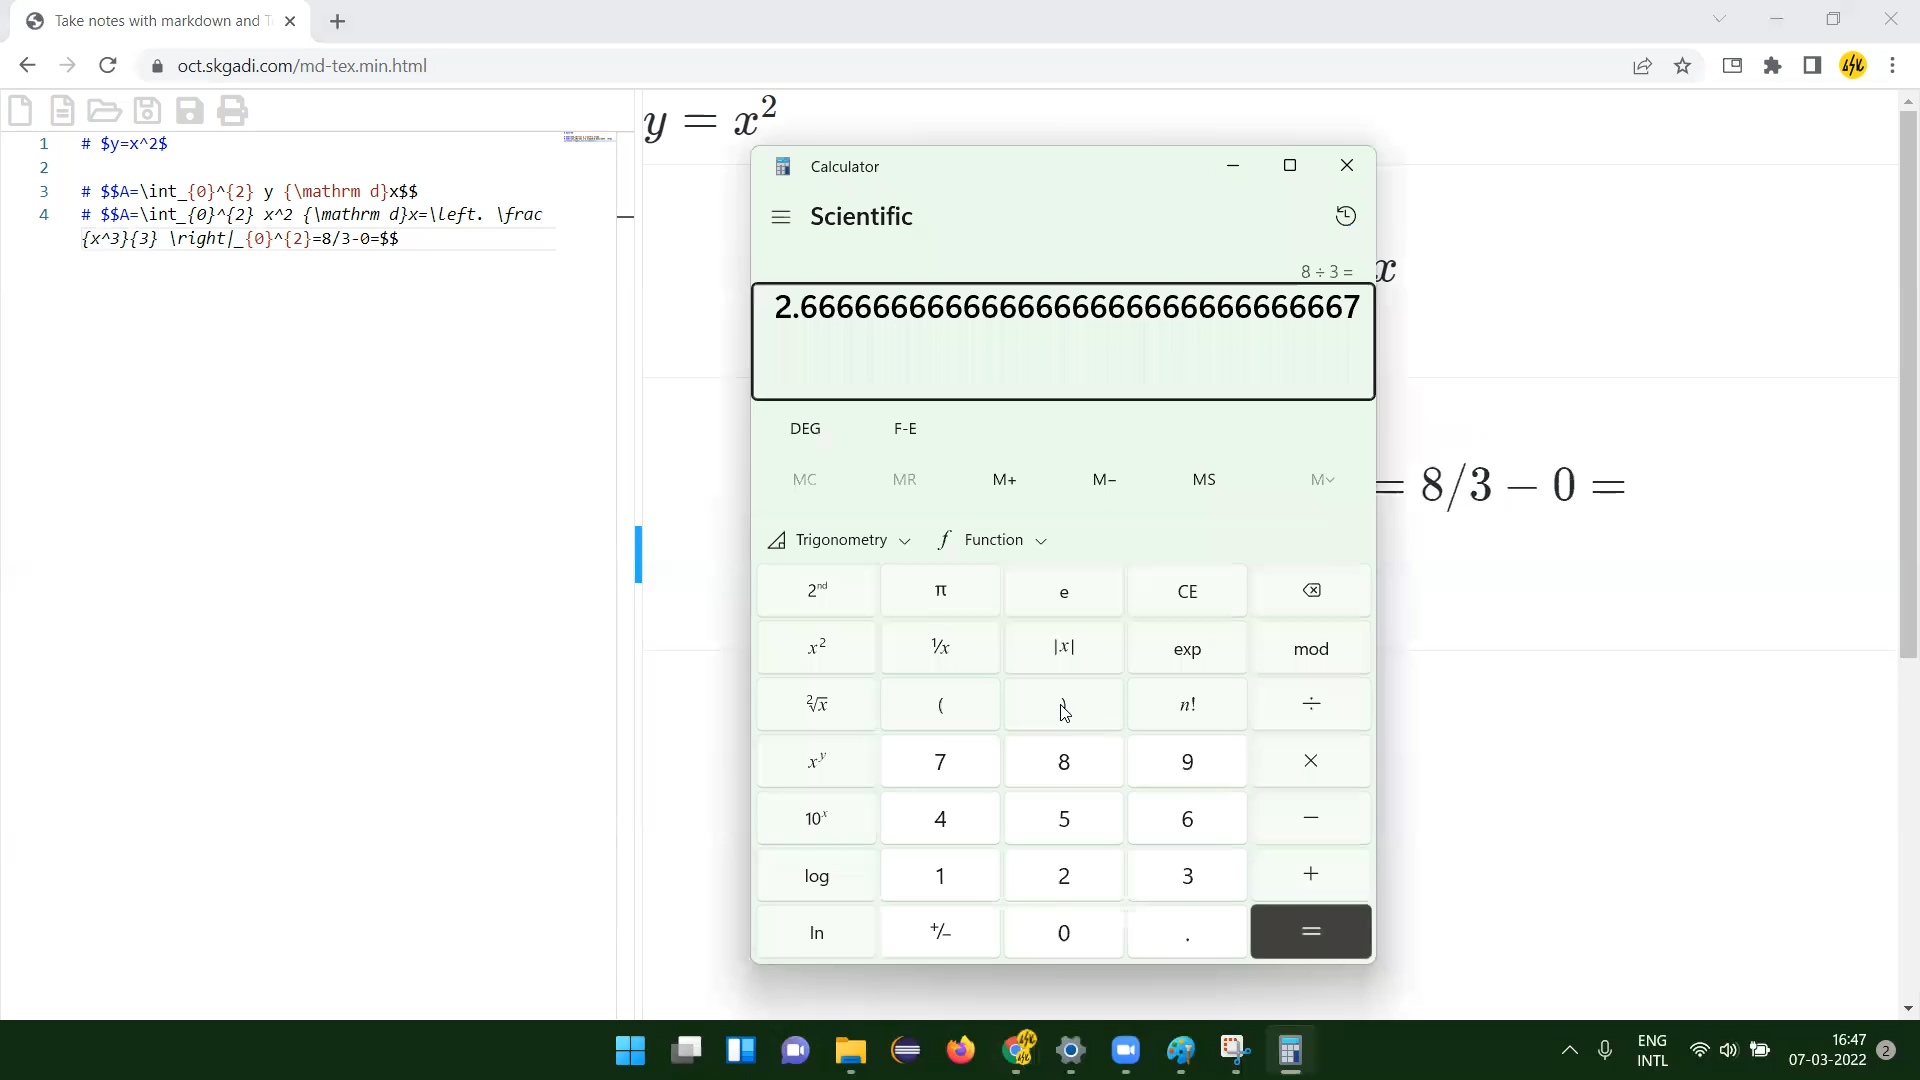 Take notes with markdown and T
oct.skgadi.com/md-tex.min.html
1 # $y=x^2$
2
3 # $$A=\int_{0}^{2} y {\mathrm d}x$$
4 # $$A=\int_{0}^{2} x^2 {\mathrm d}x=\left. \frac
{x^3}{3} \right|_{0}^{2}=8/3-0=$$
y = x²
x
= 8/3 − 0 =
Calculator
Scientific
8 ÷ 3 =
2.6666666666666666666666666666667
DEG F-E
MC MR M+ M− MS M˅
Trigonometry f Function
2ⁿᵈ π e CE
x² ¹/x |x| exp mod
²√x ( ) n! ÷
xʸ 7 8 9 ×
10ˣ 4 5 6 −
log 1 2 3 +
ln +/− 0 . =
ENG
INTL
16:47
07-03-2022
2